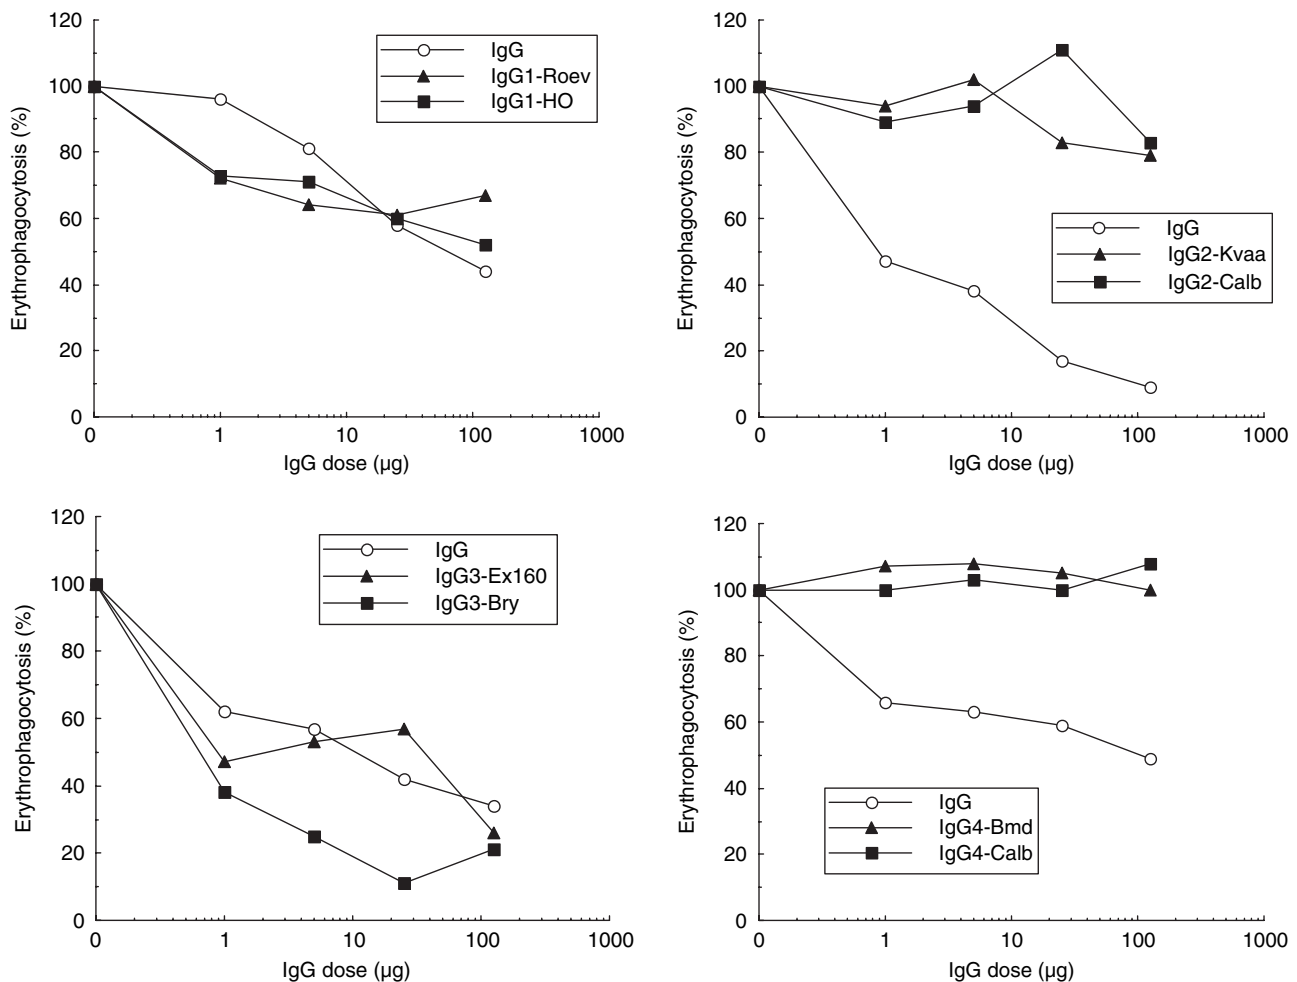 120
100
80
60
40
20
0
Erythrophagocytosis (%)
IgG
IgG1-Roev
IgG1-HO
0 1 10 100 1000
IgG dose (µg)
120
100
80
60
40
20
0
Erythrophagocytosis (%)
IgG
IgG2-Kvaa
IgG2-Calb
0 1 10 100 1000
IgG dose (µg)
120
100
80
60
40
20
0
Erythrophagocytosis (%)
IgG
IgG3-Ex160
IgG3-Bry
0 1 10 100 1000
IgG dose (µg)
120
100
80
60
40
20
0
Erythrophagocytosis (%)
IgG
IgG4-Bmd
IgG4-Calb
0 1 10 100 1000
IgG dose (µg)